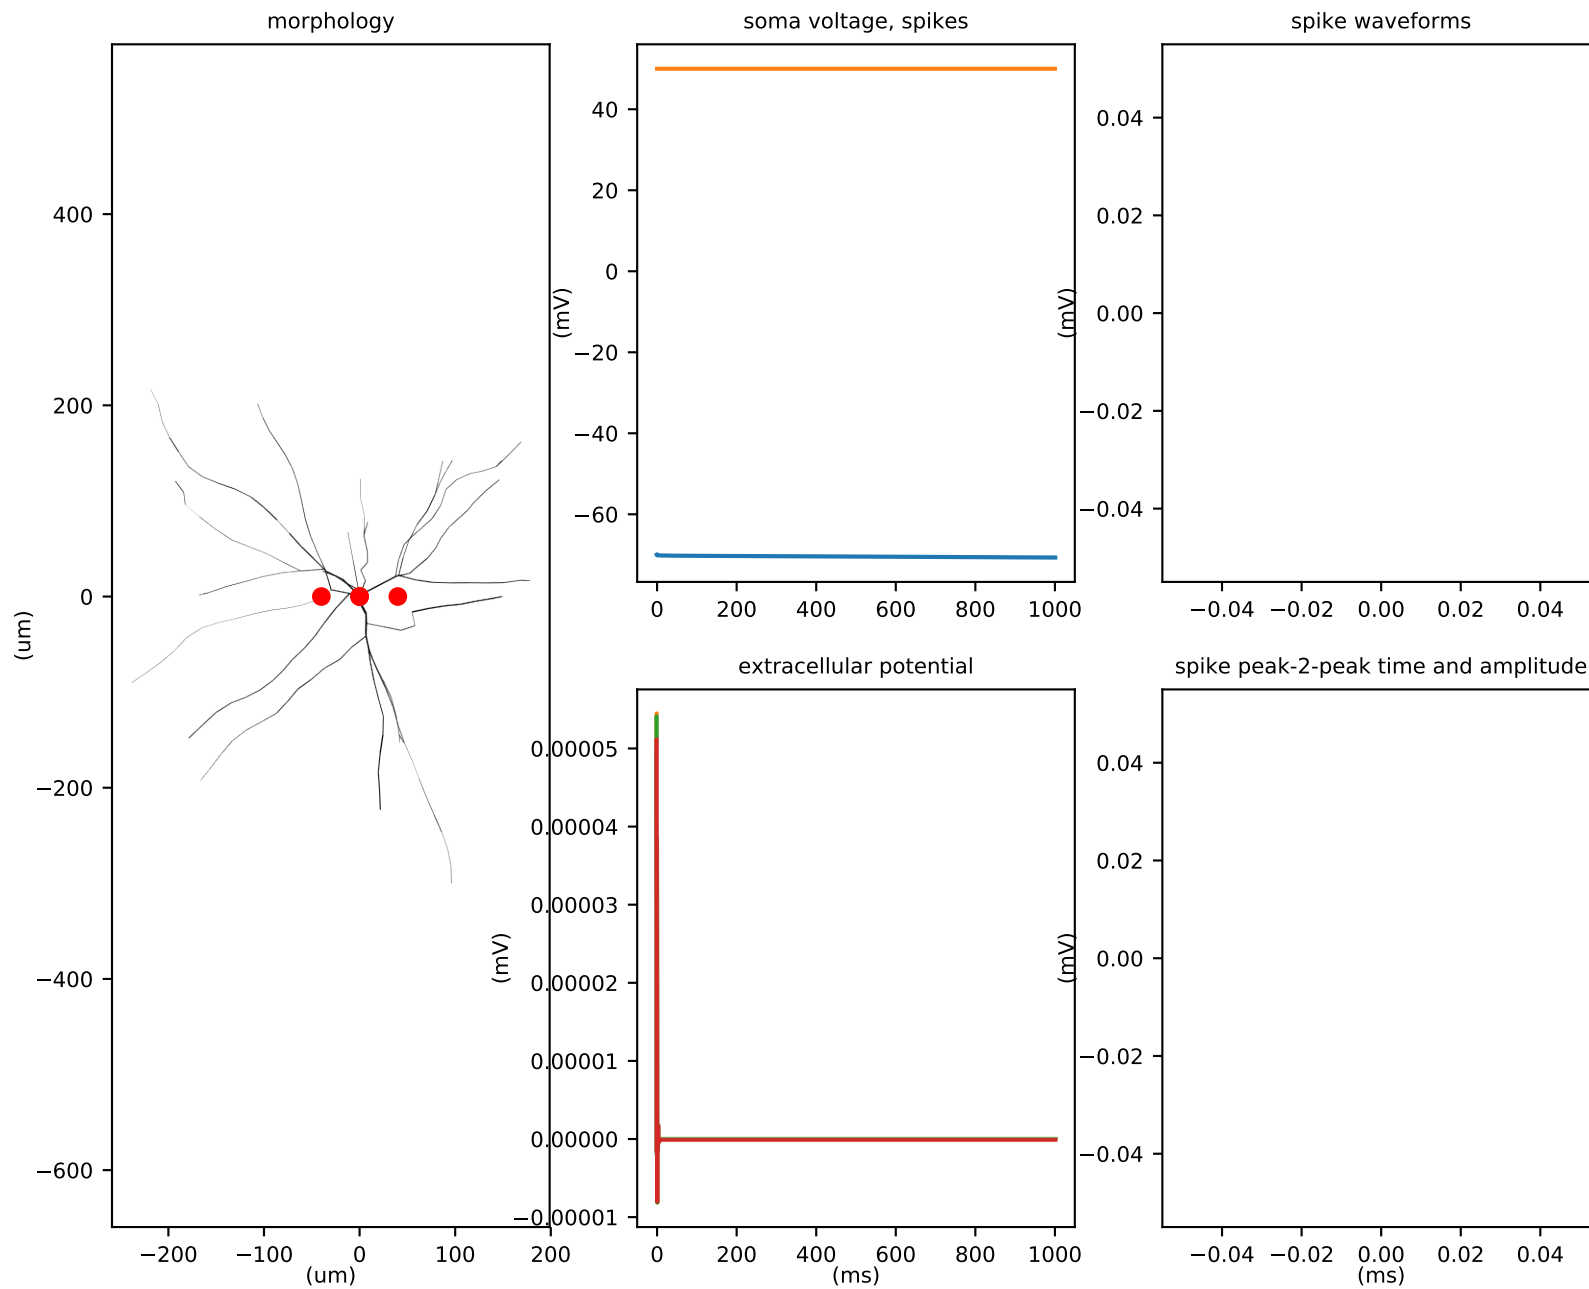 morphology
400
200
0
−200
−400
−600
(um)
−200 −100 0 100 200
(um)
soma voltage, spikes
40
20
0
−20
−40
−60
(mV)
0 200 400 600 800 1000
spike waveforms
0.04
0.02
0.00
−0.02
−0.04
(mV)
−0.04 −0.02 0.00 0.02 0.04
extracellular potential
0.00005
0.00004
0.00003
0.00002
0.00001
0.00000
−0.00001
(mV)
0 200 400 600 800 1000
(ms)
spike peak-2-peak time and amplitude
0.04
0.02
0.00
−0.02
−0.04
(mV)
−0.04 −0.02 0.00 0.02 0.04
(ms)